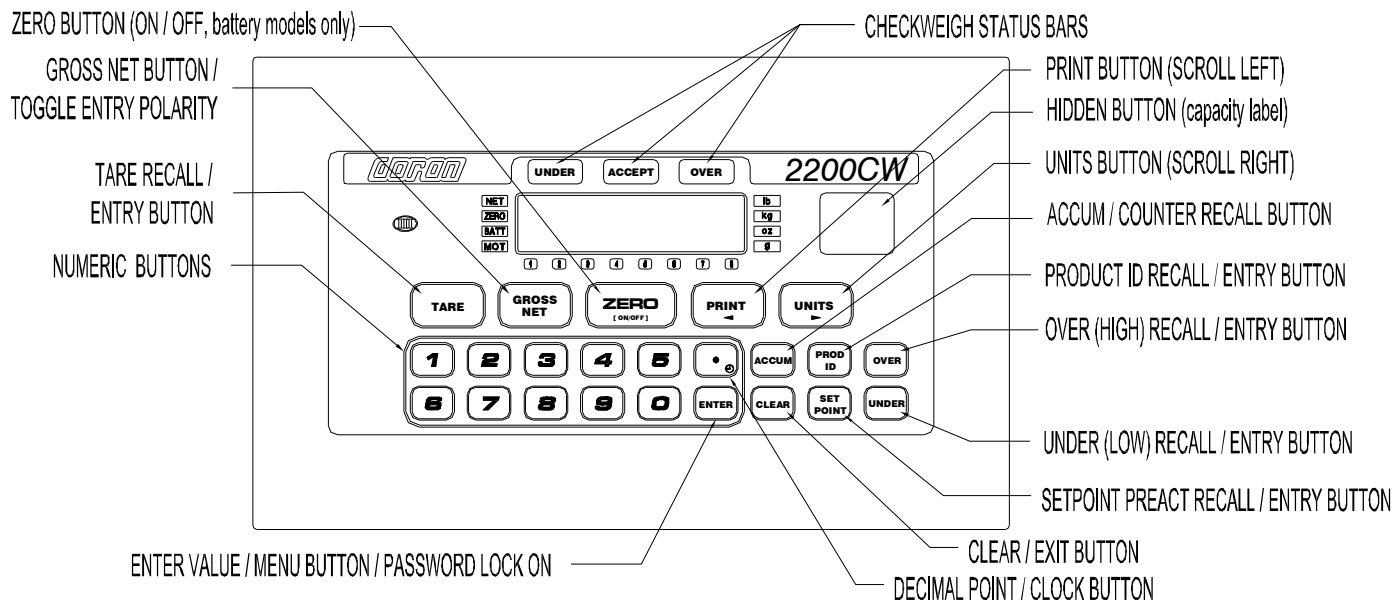 ZERO BUTTON (ON / OFF, battery models only)
CHECKWEIGH STATUS BARS
GROSS NET BUTTON /
TOGGLE ENTRY POLARITY
PRINT BUTTON (SCROLL LEFT)
HIDDEN BUTTON (capacity label)
TARE RECALL /
ENTRY BUTTON
UNITS BUTTON (SCROLL RIGHT)
ACCUM / COUNTER RECALL BUTTON
NUMERIC BUTTONS
PRODUCT ID RECALL / ENTRY BUTTON
OVER (HIGH) RECALL / ENTRY BUTTON
UNDER (LOW) RECALL / ENTRY BUTTON
SETPOINT PREACT RECALL / ENTRY BUTTON
ENTER VALUE / MENU BUTTON / PASSWORD LOCK ON
CLEAR / EXIT BUTTON
DECIMAL POINT / CLOCK BUTTON
UNDER ACCEPT OVER
2200CW
NET
ZERO
BATT
MOT
lb
kg
oz
g
1 2 3 4 5 6 7 8
TARE
GROSS
NET
ZERO
[ ON/OFF ]
PRINT
◄
UNITS
►
1 2 3 4 5 •
ACCUM
PROD
ID
OVER
6 7 8 9 0 ENTER
CLEAR
SET
POINT
UNDER